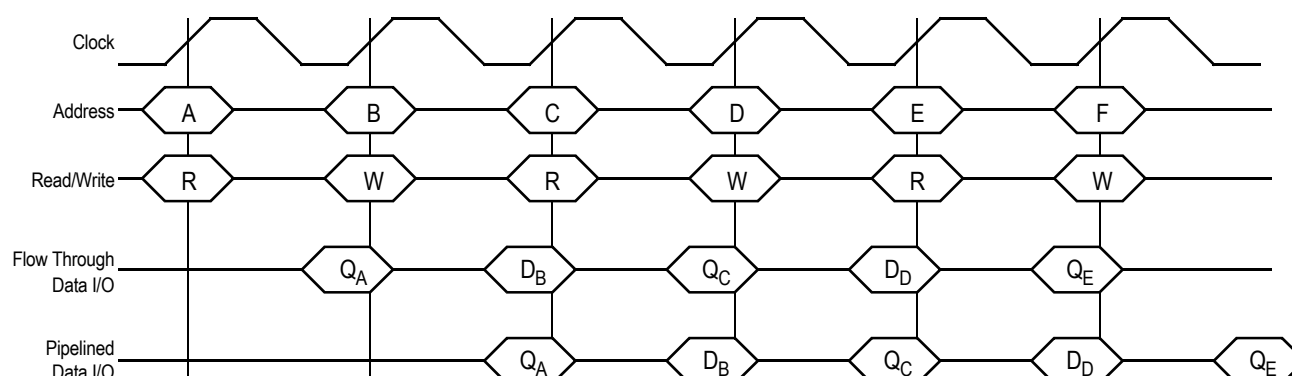 Clock
Address A B C D E F
Read/Write R W R W R W
Flow Through
Data I/O
QA DB QC DD QE
Pipelined
Data I/O
QA DB QC DD QE